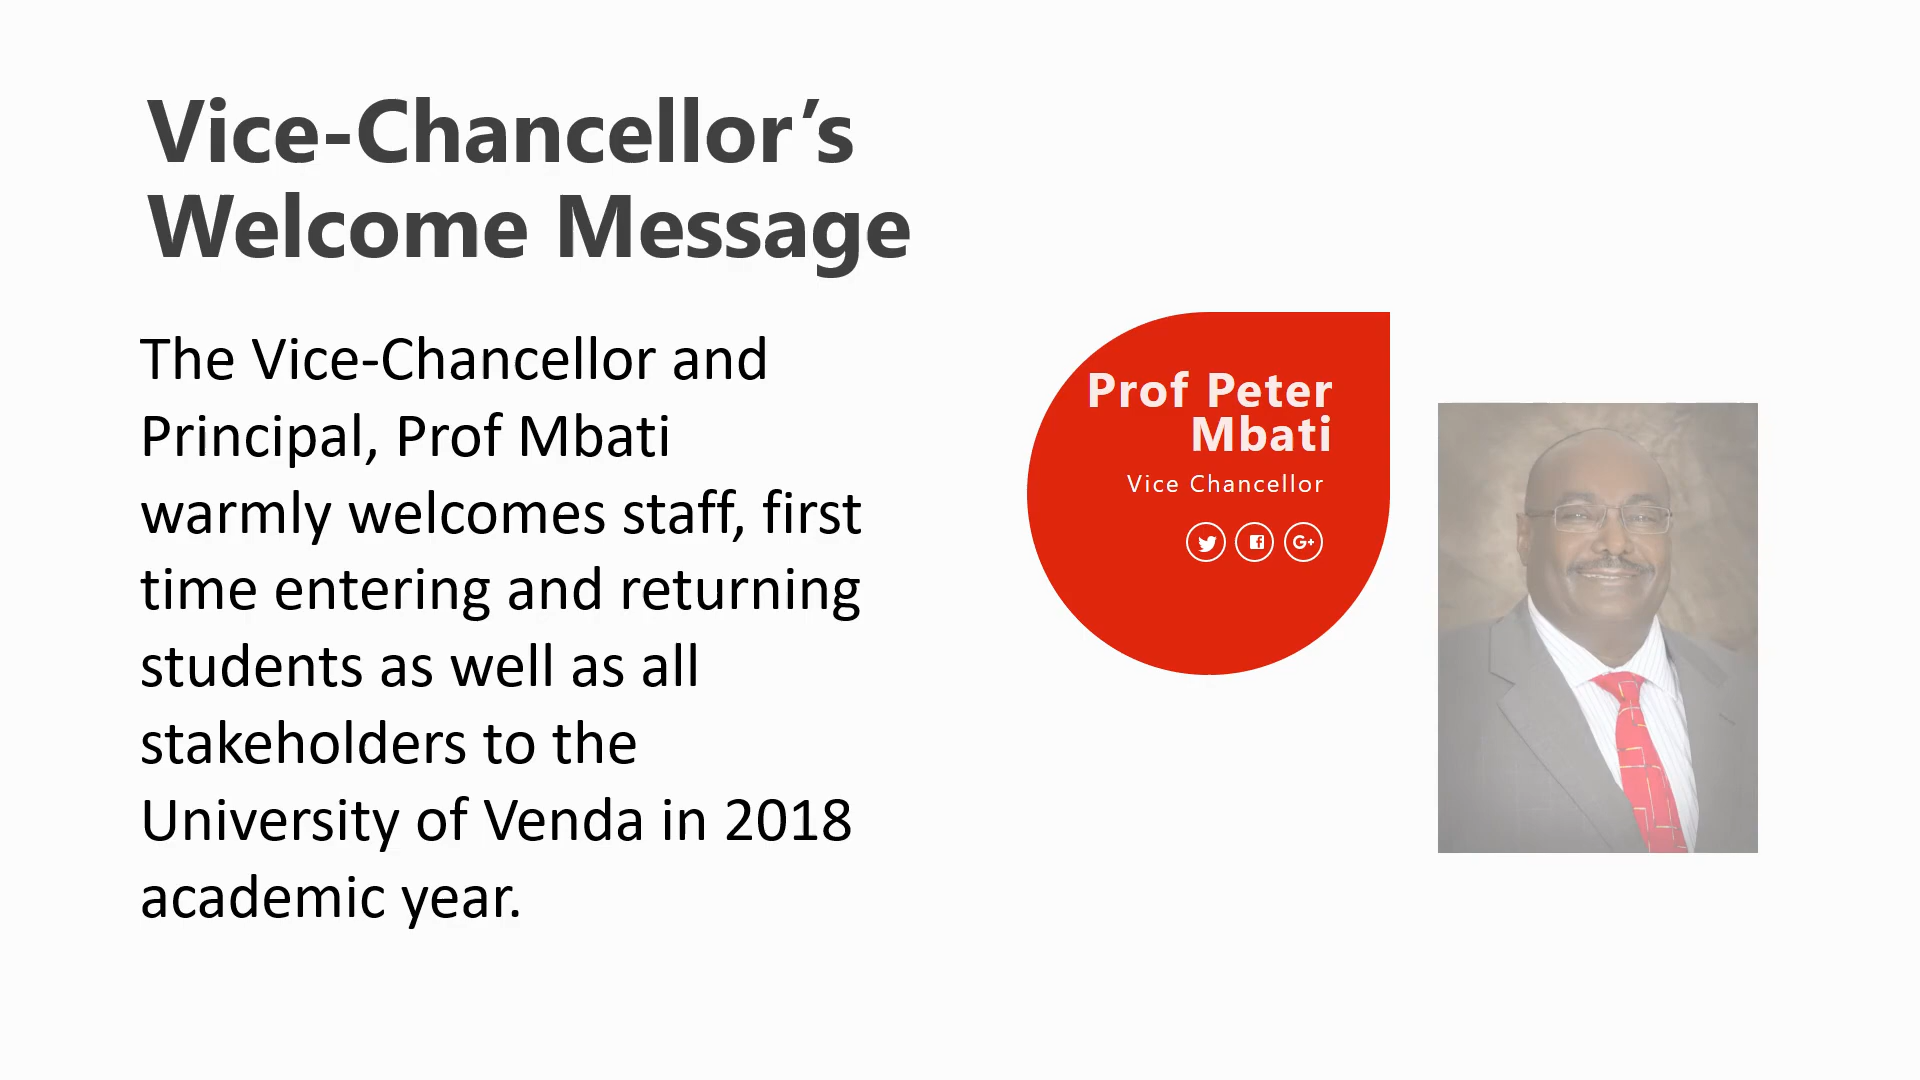 Vice-Chancellor’s
Welcome Message
The Vice-Chancellor and
Principal, Prof Mbati
warmly welcomes staff, first
time entering and returning
students as well as all
stakeholders to the
University of Venda in 2018
academic year.
Prof Peter
Mbati
Vice Chancellor
G+